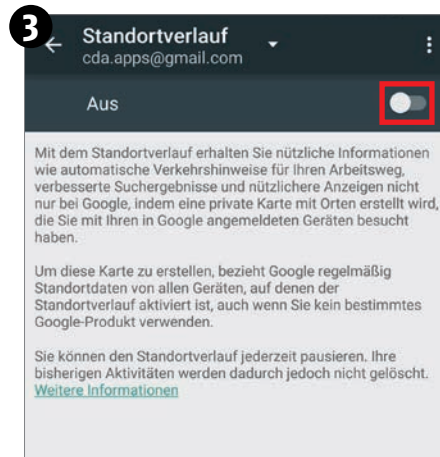 3
Standortverlauf
cda.apps@gmail.com
Aus
Mit dem Standortverlauf erhalten Sie nützliche Informationen
wie automatische Verkehrshinweise für Ihren Arbeitsweg,
verbesserte Suchergebnisse und nützlichere Anzeigen nicht
nur bei Google, indem eine private Karte mit Orten erstellt wird,
die Sie mit Ihren in Google angemeldeten Geräten besucht
haben.
Um diese Karte zu erstellen, bezieht Google regelmäßig
Standortdaten von allen Geräten, auf denen der
Standortverlauf aktiviert ist, auch wenn Sie kein bestimmtes
Google-Produkt verwenden.
Sie können den Standortverlauf jederzeit pausieren. Ihre
bisherigen Aktivitäten werden dadurch jedoch nicht gelöscht.
Weitere Informationen